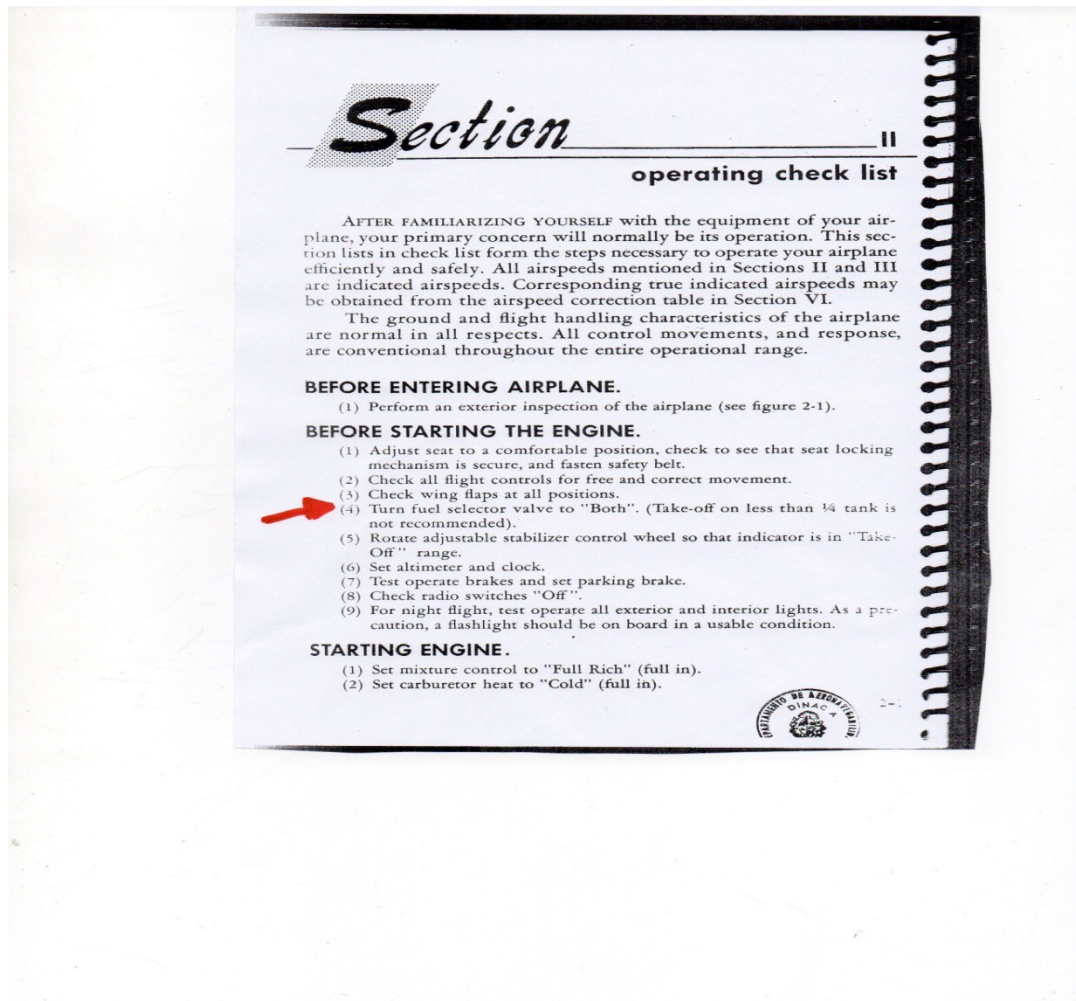 Section
II
operating check list
AFTER FAMILIARIZING YOURSELF with the equipment of your air-
plane, your primary concern will normally be its operation. This sec-
tion lists in check list form the steps necessary to operate your airplane
efficiently and safely. All airspeeds mentioned in Sections II and III
are indicated airspeeds. Corresponding true indicated airspeeds may
be obtained from the airspeed correction table in Section VI.
The ground and flight handling characteristics of the airplane
are normal in all respects. All control movements, and response,
are conventional throughout the entire operational range.
BEFORE ENTERING AIRPLANE.
(1) Perform an exterior inspection of the airplane (see figure 2-1).
BEFORE STARTING THE ENGINE.
(1) Adjust seat to a comfortable position, check to see that seat locking
mechanism is secure, and fasten safety belt.
(2) Check all flight controls for free and correct movement.
(3) Check wing flaps at all positions.
(4) Turn fuel selector valve to "Both". (Take-off on less than ¼ tank is
not recommended).
(5) Rotate adjustable stabilizer control wheel so that indicator is in "Take-
Off" range.
(6) Set altimeter and clock.
(7) Test operate brakes and set parking brake.
(8) Check radio switches "Off".
(9) For night flight, test operate all exterior and interior lights. As a pre-
caution, a flashlight should be on board in a usable condition.
STARTING ENGINE.
(1) Set mixture control to "Full Rich" (full in).
(2) Set carburetor heat to "Cold" (full in).
DE
DINACA